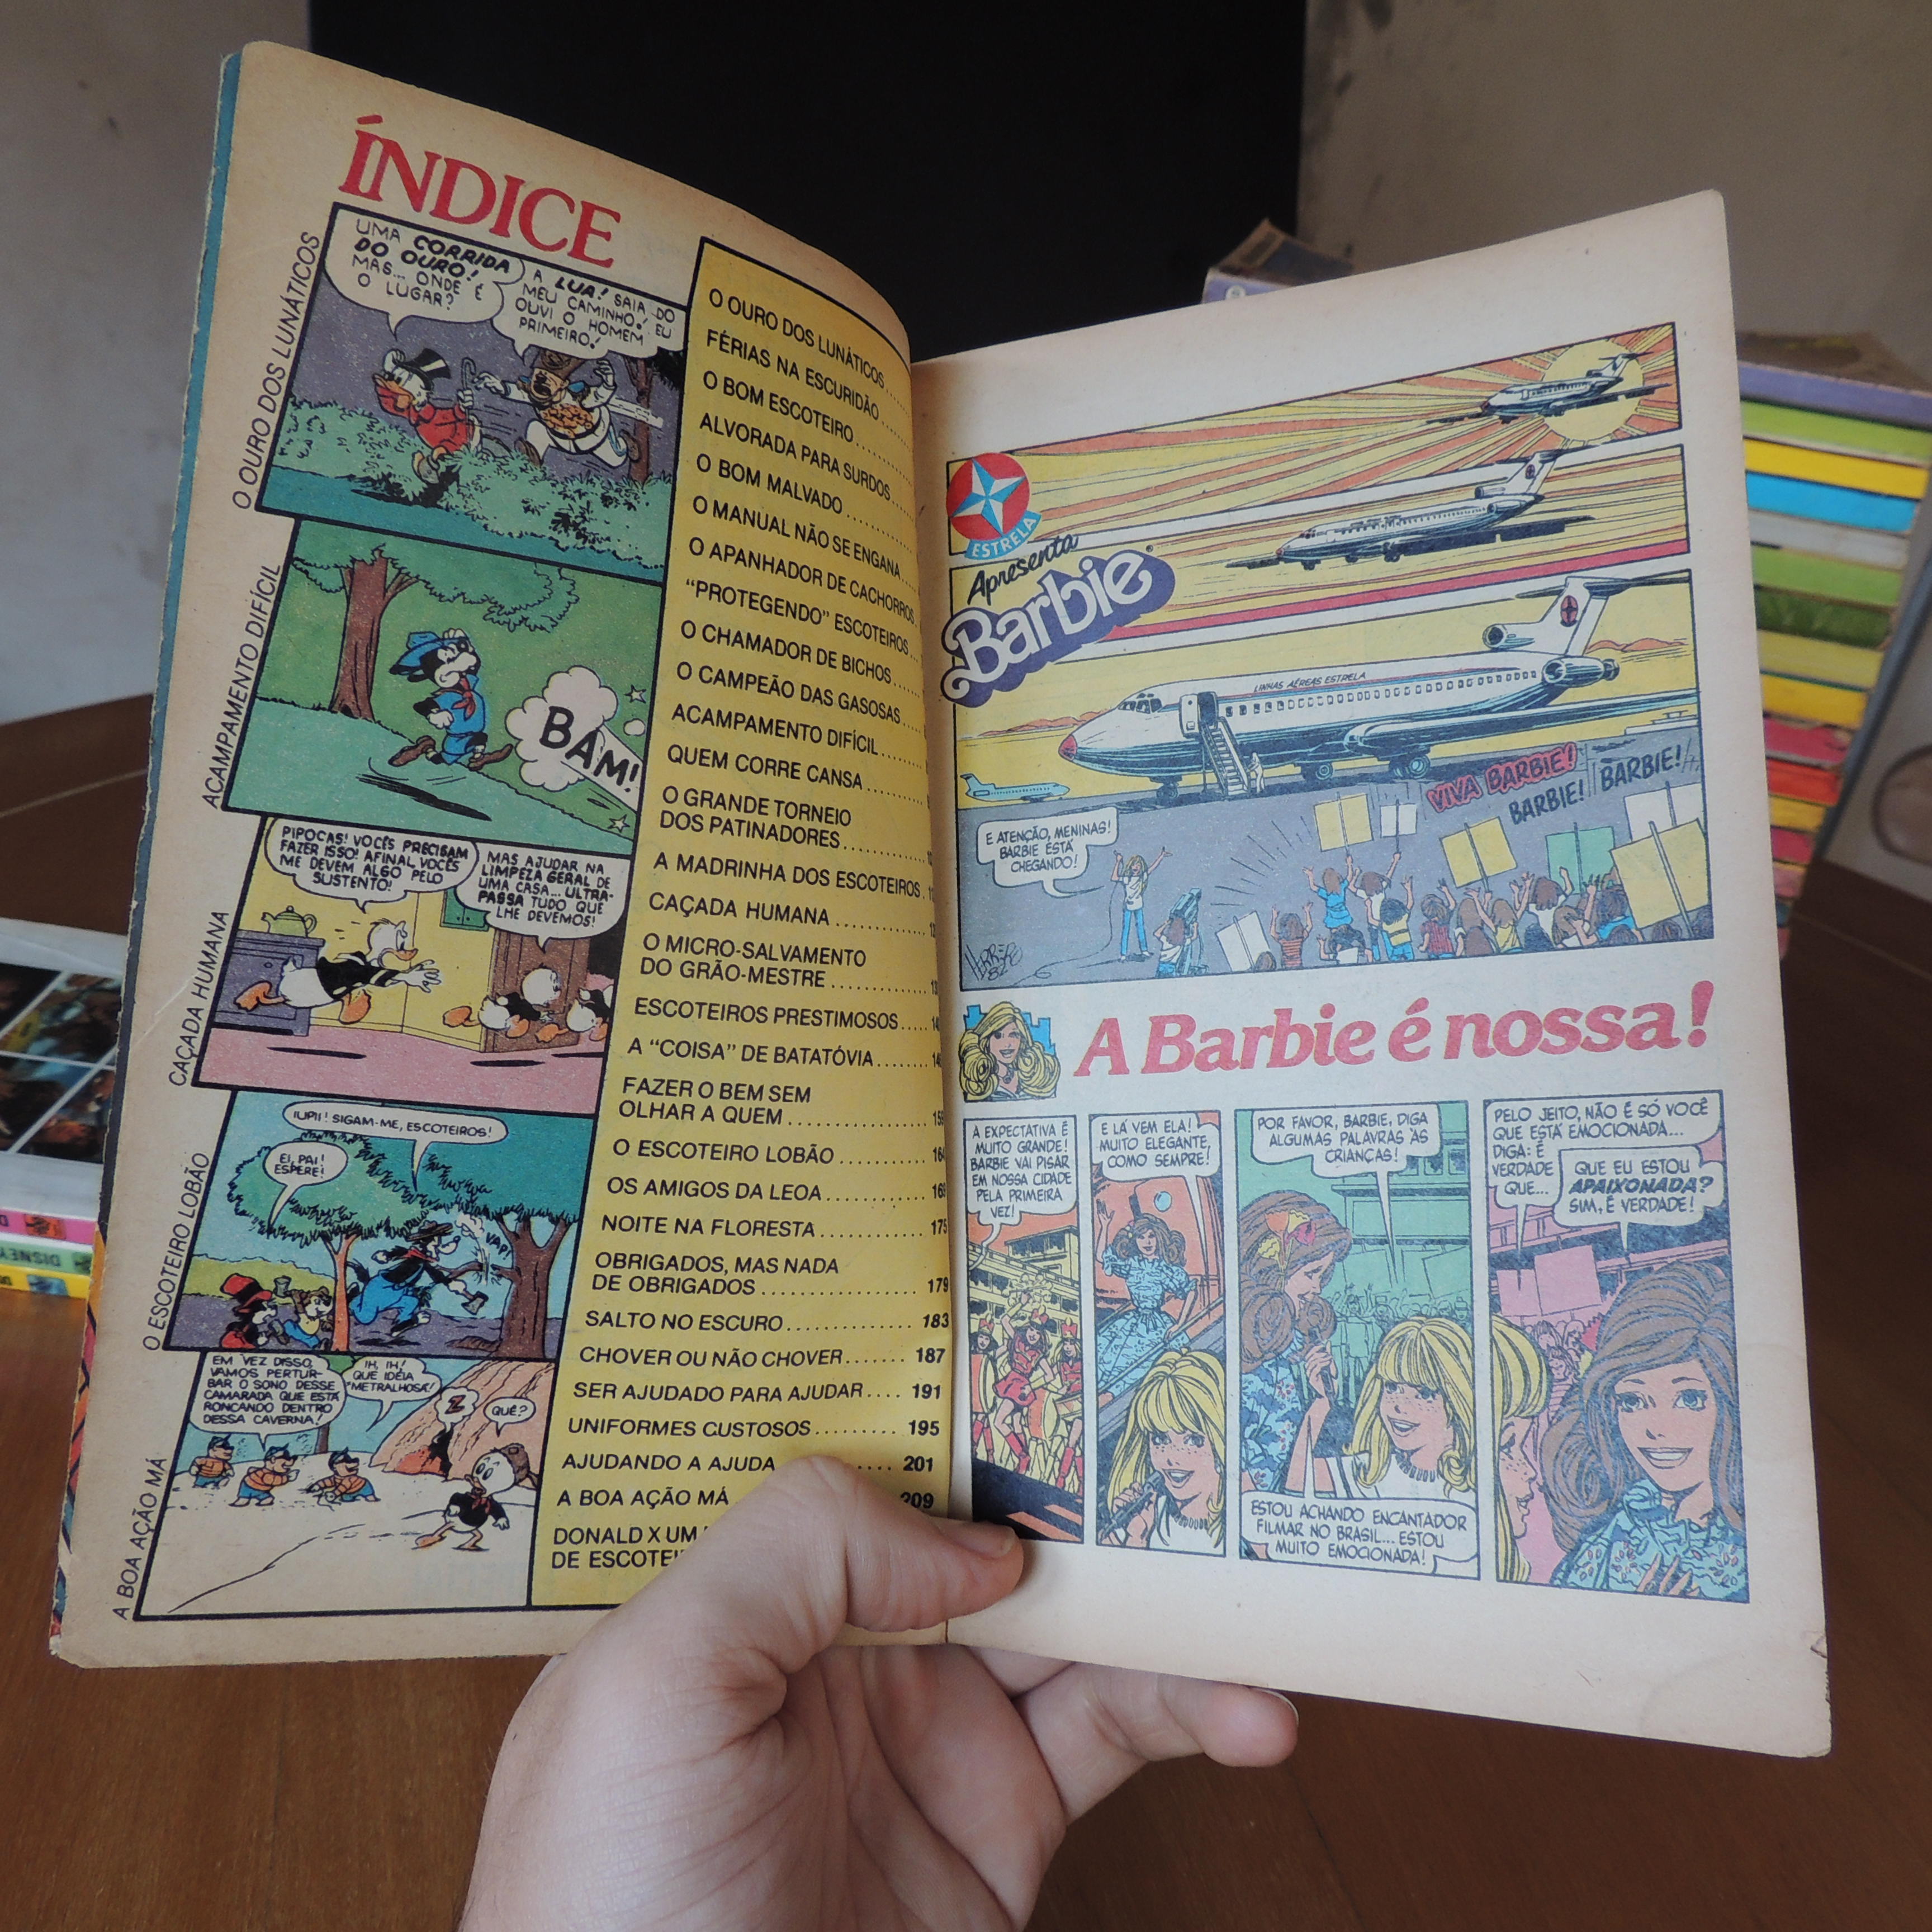 ÍNDICE
O OURO DOS LUNÁTICOS
UMA CORRIDA
DO OURO!
MAS... ONDE É
O LUGAR?
A LUA! SAIA DO
MEU CAMINHO! EU
OUVI O HOMEM
PRIMEIRO!
ACAMPAMENTO DIFÍCIL
BAM!
CAÇADA HUMANA
PIPOCAS! VOCÊS PRECISAM
FAZER ISSO! AFINAL, VOCÊS
ME DEVEM ALGO PELO
SUSTENTO!
MAS AJUDAR NA
LIMPEZA GERAL DE
UMA CASA... ULTRA-
PASSA TUDO QUE
LHE DEVEMOS!
O ESCOTEIRO LOBÃO
IUPII! SIGAM-ME, ESCOTEIROS!
EI, PAI!
ESPERE!
VAP!
A BOA AÇÃO MÁ
EM VEZ DISSO,
VAMOS PERTUR-
BAR O SONO DESSE
CAMARADA QUE ESTÁ
RONCANDO DENTRO
DESSA CAVERNA!
IH, IH!
QUE IDÉIA
"METRALHOSA"!
Z
QUÊ?
O OURO DOS LUNÁTICOS
FÉRIAS NA ESCURIDÃO
O BOM ESCOTEIRO
ALVORADA PARA SURDOS
O BOM MALVADO
O MANUAL NÃO SE ENGANA
O APANHADOR DE CACHORROS
"PROTEGENDO" ESCOTEIROS
O CHAMADOR DE BICHOS
O CAMPEÃO DAS GASOSAS
ACAMPAMENTO DIFÍCIL
QUEM CORRE CANSA
O GRANDE TORNEIO
DOS PATINADORES
A MADRINHA DOS ESCOTEIROS
CAÇADA HUMANA
O MICRO-SALVAMENTO
DO GRÃO-MESTRE
ESCOTEIROS PRESTIMOSOS
A "COISA" DE BATATÓVIA
FAZER O BEM SEM
OLHAR A QUEM
O ESCOTEIRO LOBÃO
OS AMIGOS DA LEOA
NOITE NA FLORESTA 175
OBRIGADOS, MAS NADA
DE OBRIGADOS 179
SALTO NO ESCURO 183
CHOVER OU NÃO CHOVER 187
SER AJUDADO PARA AJUDAR 191
UNIFORMES CUSTOSOS 195
AJUDANDO A AJUDA 201
A BOA AÇÃO MÁ 209
DONALD X UM
DE
ESTRELA
Apresenta
Barbie
LINHAS AÉREAS ESTRELA
VIVA BARBIE!
BARBIE!
BARBIE!
E ATENÇÃO, MENINAS!
BARBIE ESTÁ
CHEGANDO!
A Barbie é nossa!
A EXPECTATIVA É
MUITO GRANDE!
BARBIE VAI PISAR
EM NOSSA CIDADE
PELA PRIMEIRA
VEZ!
E LÁ VEM ELA!
MUITO ELEGANTE,
COMO SEMPRE!
POR FAVOR, BARBIE, DIGA
ALGUMAS PALAVRAS ÀS
CRIANÇAS!
ESTOU ACHANDO ENCANTADOR
FILMAR NO BRASIL... ESTOU
MUITO EMOCIONADA!
PELO JEITO, NÃO É SÓ VOCÊ
QUE ESTÁ EMOCIONADA...
DIGA: É
VERDADE
QUE...
QUE EU ESTOU
APAIXONADA?
SIM, É VERDADE!
DISNEY